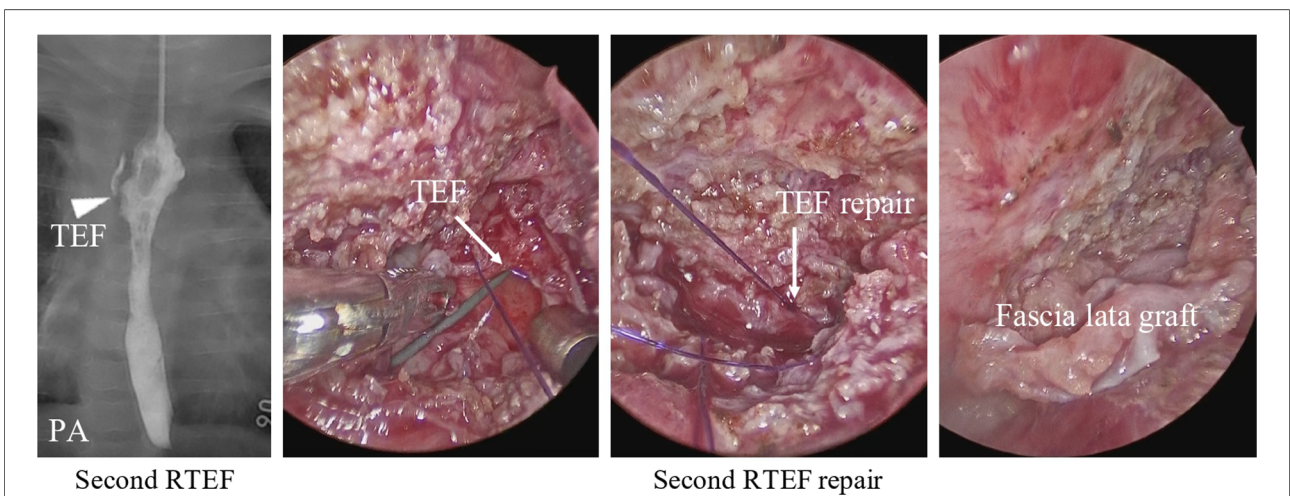 TEF
PA
TEF
TEF repair
Fascia lata graft
Second RTEF
Second RTEF repair